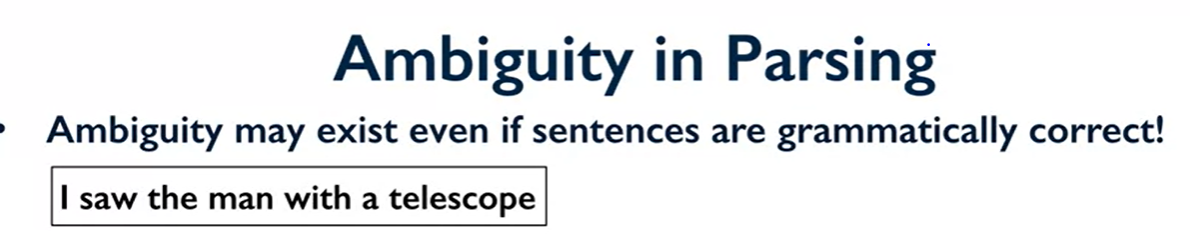 Ambiguity in Parsing
• Ambiguity may exist even if sentences are grammatically correct!
I saw the man with a telescope